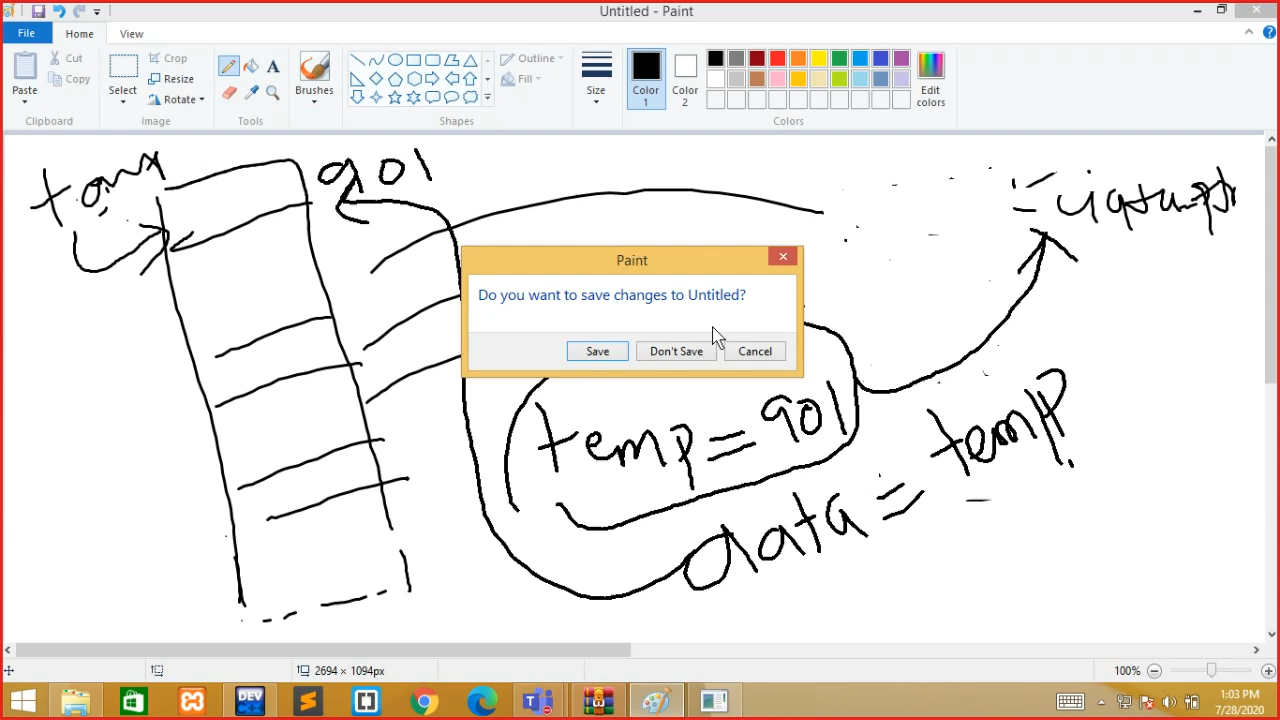 Untitled - Paint
File Home View
Paste Cut Copy Clipboard
Select Crop Resize Rotate Image
A Tools
Brushes
Outline Fill Shapes
Size
Color 1
Color 2
Edit colors Colors
901
Paint
Do you want to save changes to Untitled?
Save Don't Save Cancel
temp = 901
data = temp
2694 × 1094px
100%
DEV
1:03 PM
7/28/2020